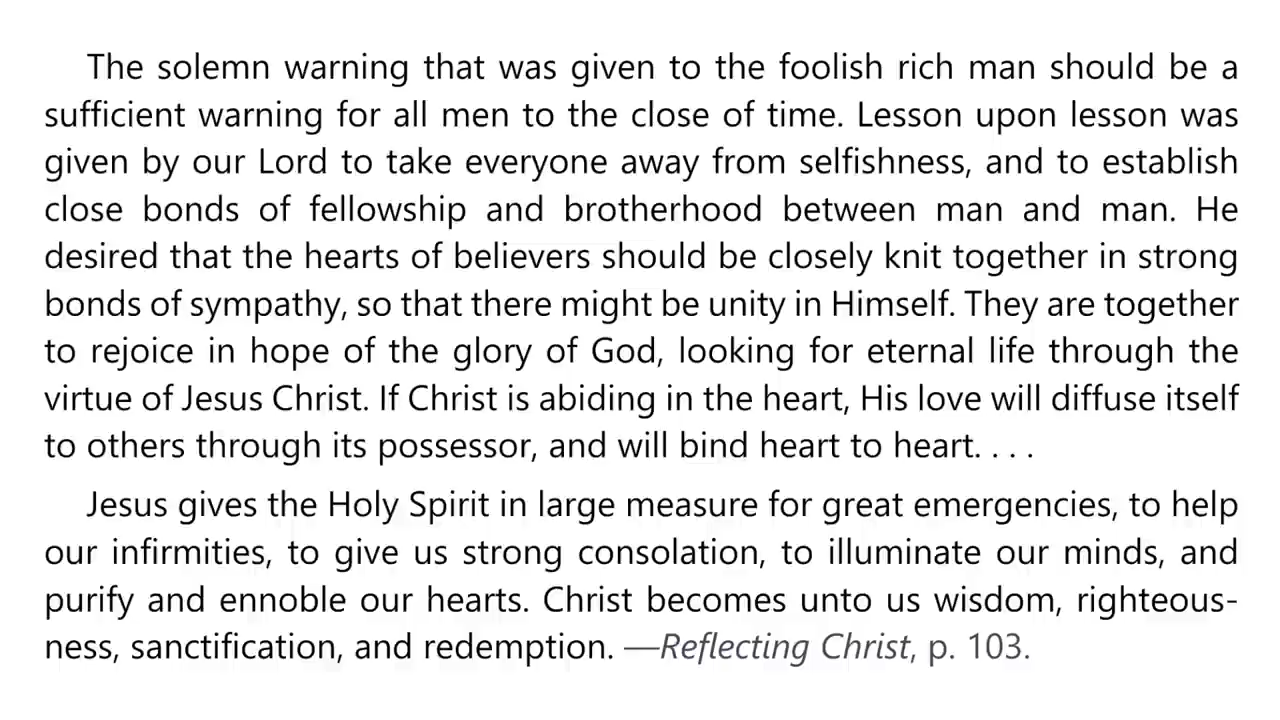 The solemn warning that was given to the foolish rich man should be a
sufficient warning for all men to the close of time. Lesson upon lesson was
given by our Lord to take everyone away from selfishness, and to establish
close bonds of fellowship and brotherhood between man and man. He
desired that the hearts of believers should be closely knit together in strong
bonds of sympathy, so that there might be unity in Himself. They are together
to rejoice in hope of the glory of God, looking for eternal life through the
virtue of Jesus Christ. If Christ is abiding in the heart, His love will diffuse itself
to others through its possessor, and will bind heart to heart. . . .
Jesus gives the Holy Spirit in large measure for great emergencies, to help
our infirmities, to give us strong consolation, to illuminate our minds, and
purify and ennoble our hearts. Christ becomes unto us wisdom, righteous-
ness, sanctification, and redemption. —Reflecting Christ, p. 103.